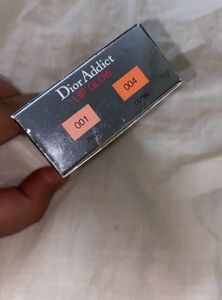 Dior Addict
LIP GLOW
001
004